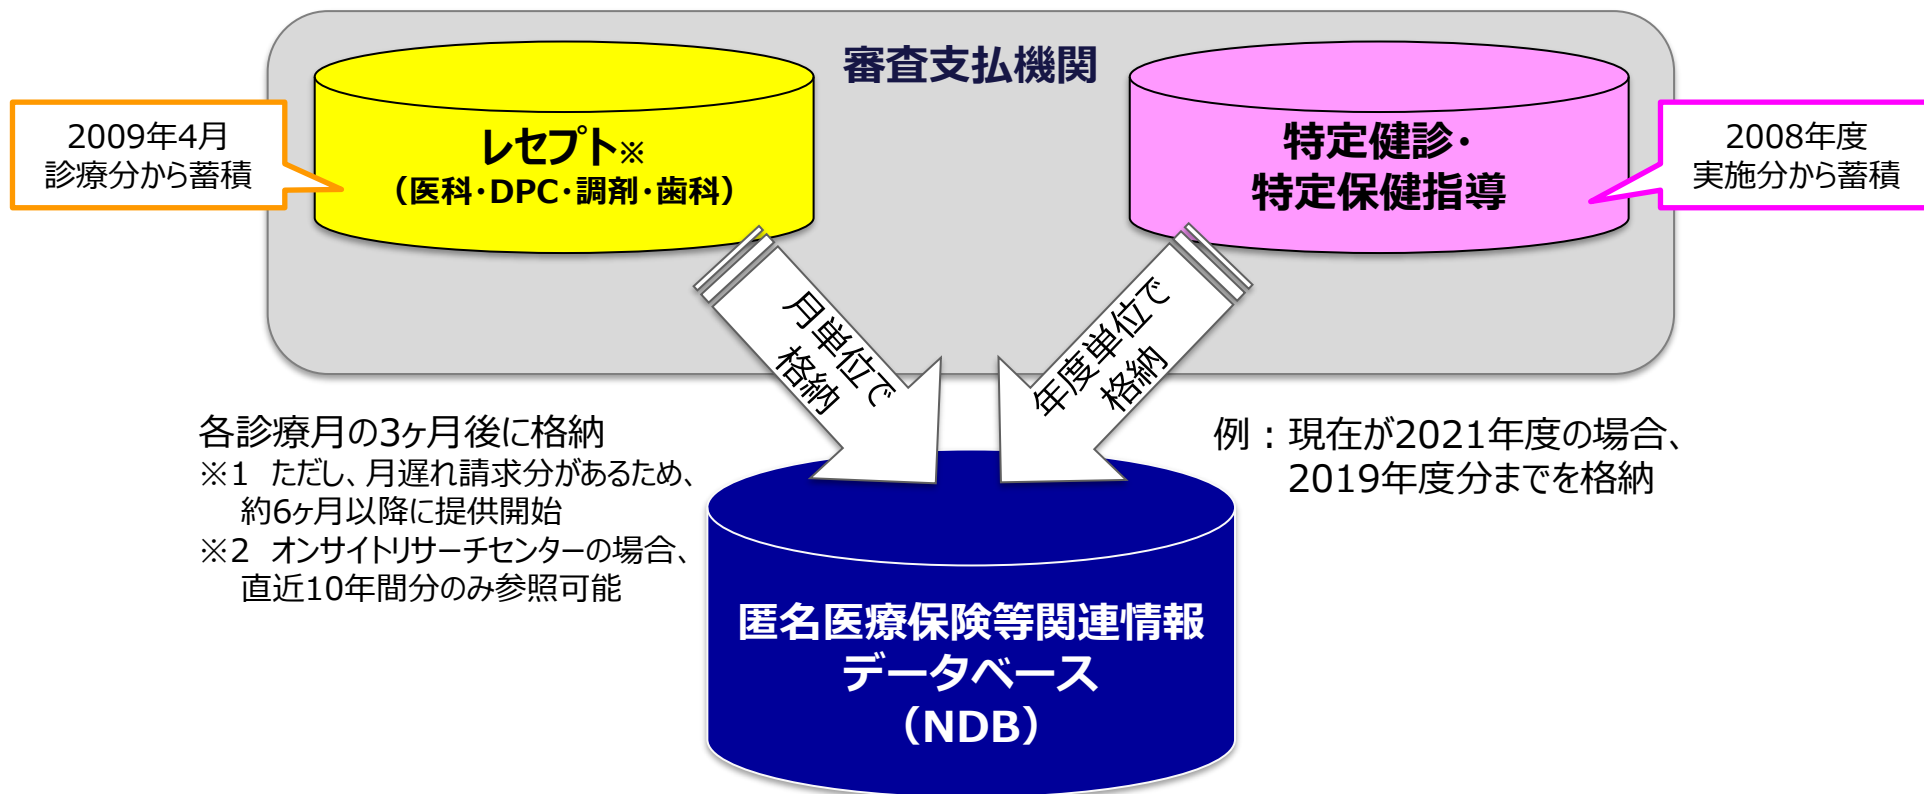 審査支払機関
2009年4月
診療分から蓄積
レセプト※
（医科・DPC・調剤・歯科）
特定健診・
特定保健指導
2008年度
実施分から蓄積
月単位で
格納
年度単位で
格納
各診療月の3ヶ月後に格納
※1 ただし、月遅れ請求分があるため、
約6ヶ月以降に提供開始
※2 オンサイトリサーチセンターの場合、
直近10年間分のみ参照可能
例：現在が2021年度の場合、
2019年度分までを格納
匿名医療保険等関連情報
データベース
（NDB）